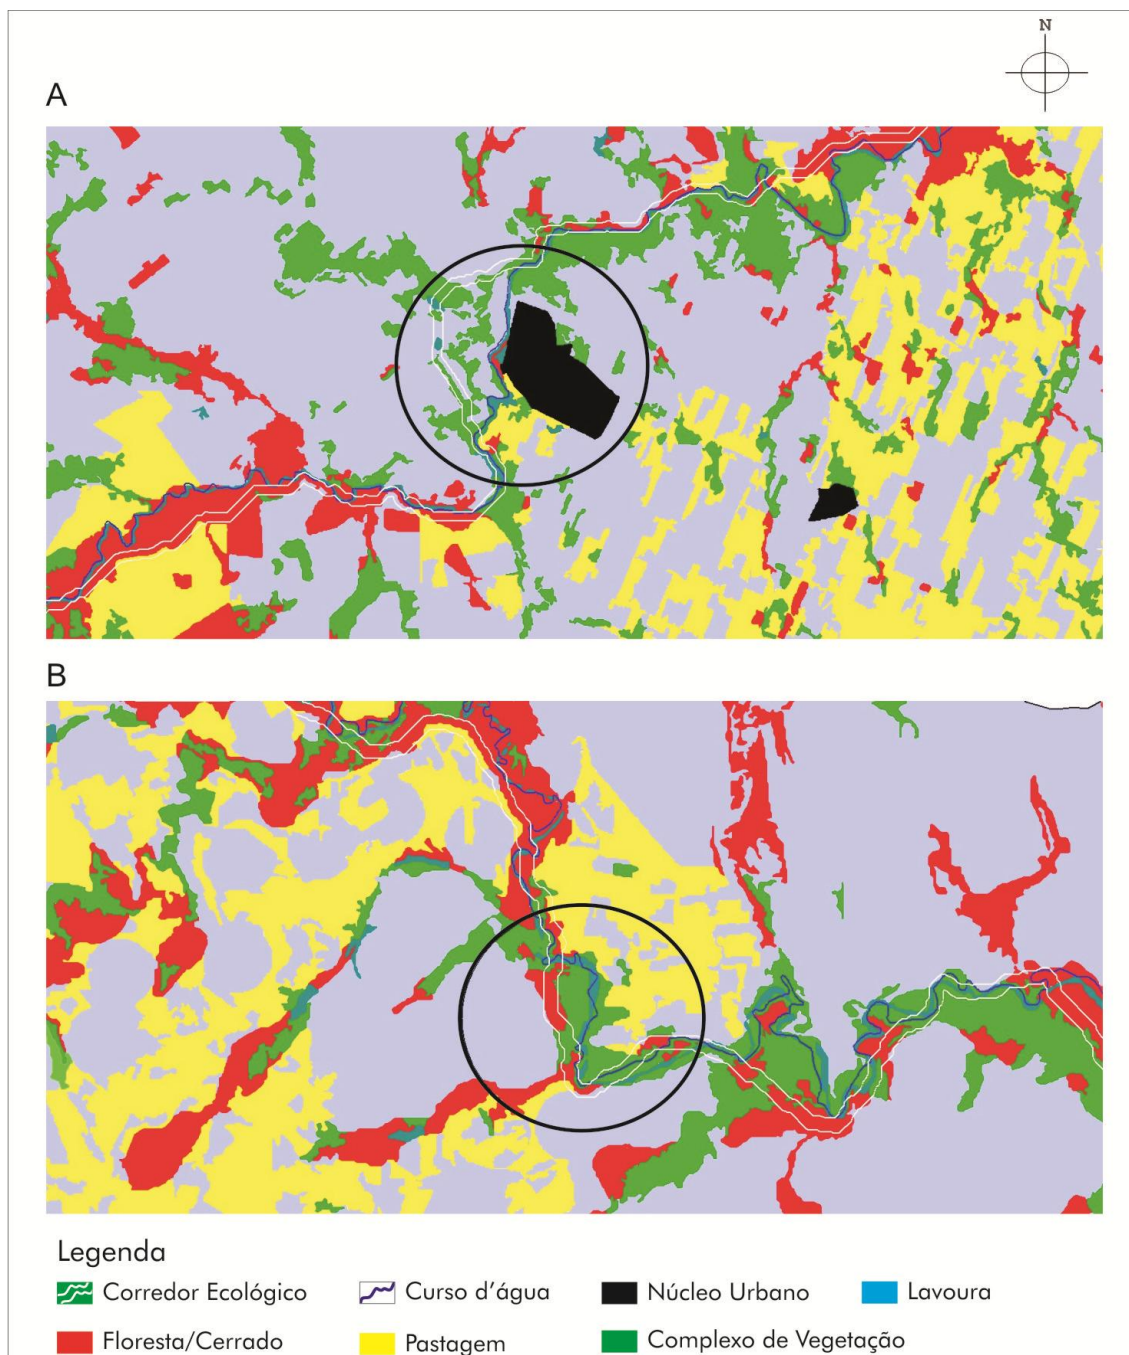 N
A
B
Legenda
Corredor Ecológico Curso d'água Núcleo Urbano Lavoura
Floresta/Cerrado Pastagem Complexo de Vegetação